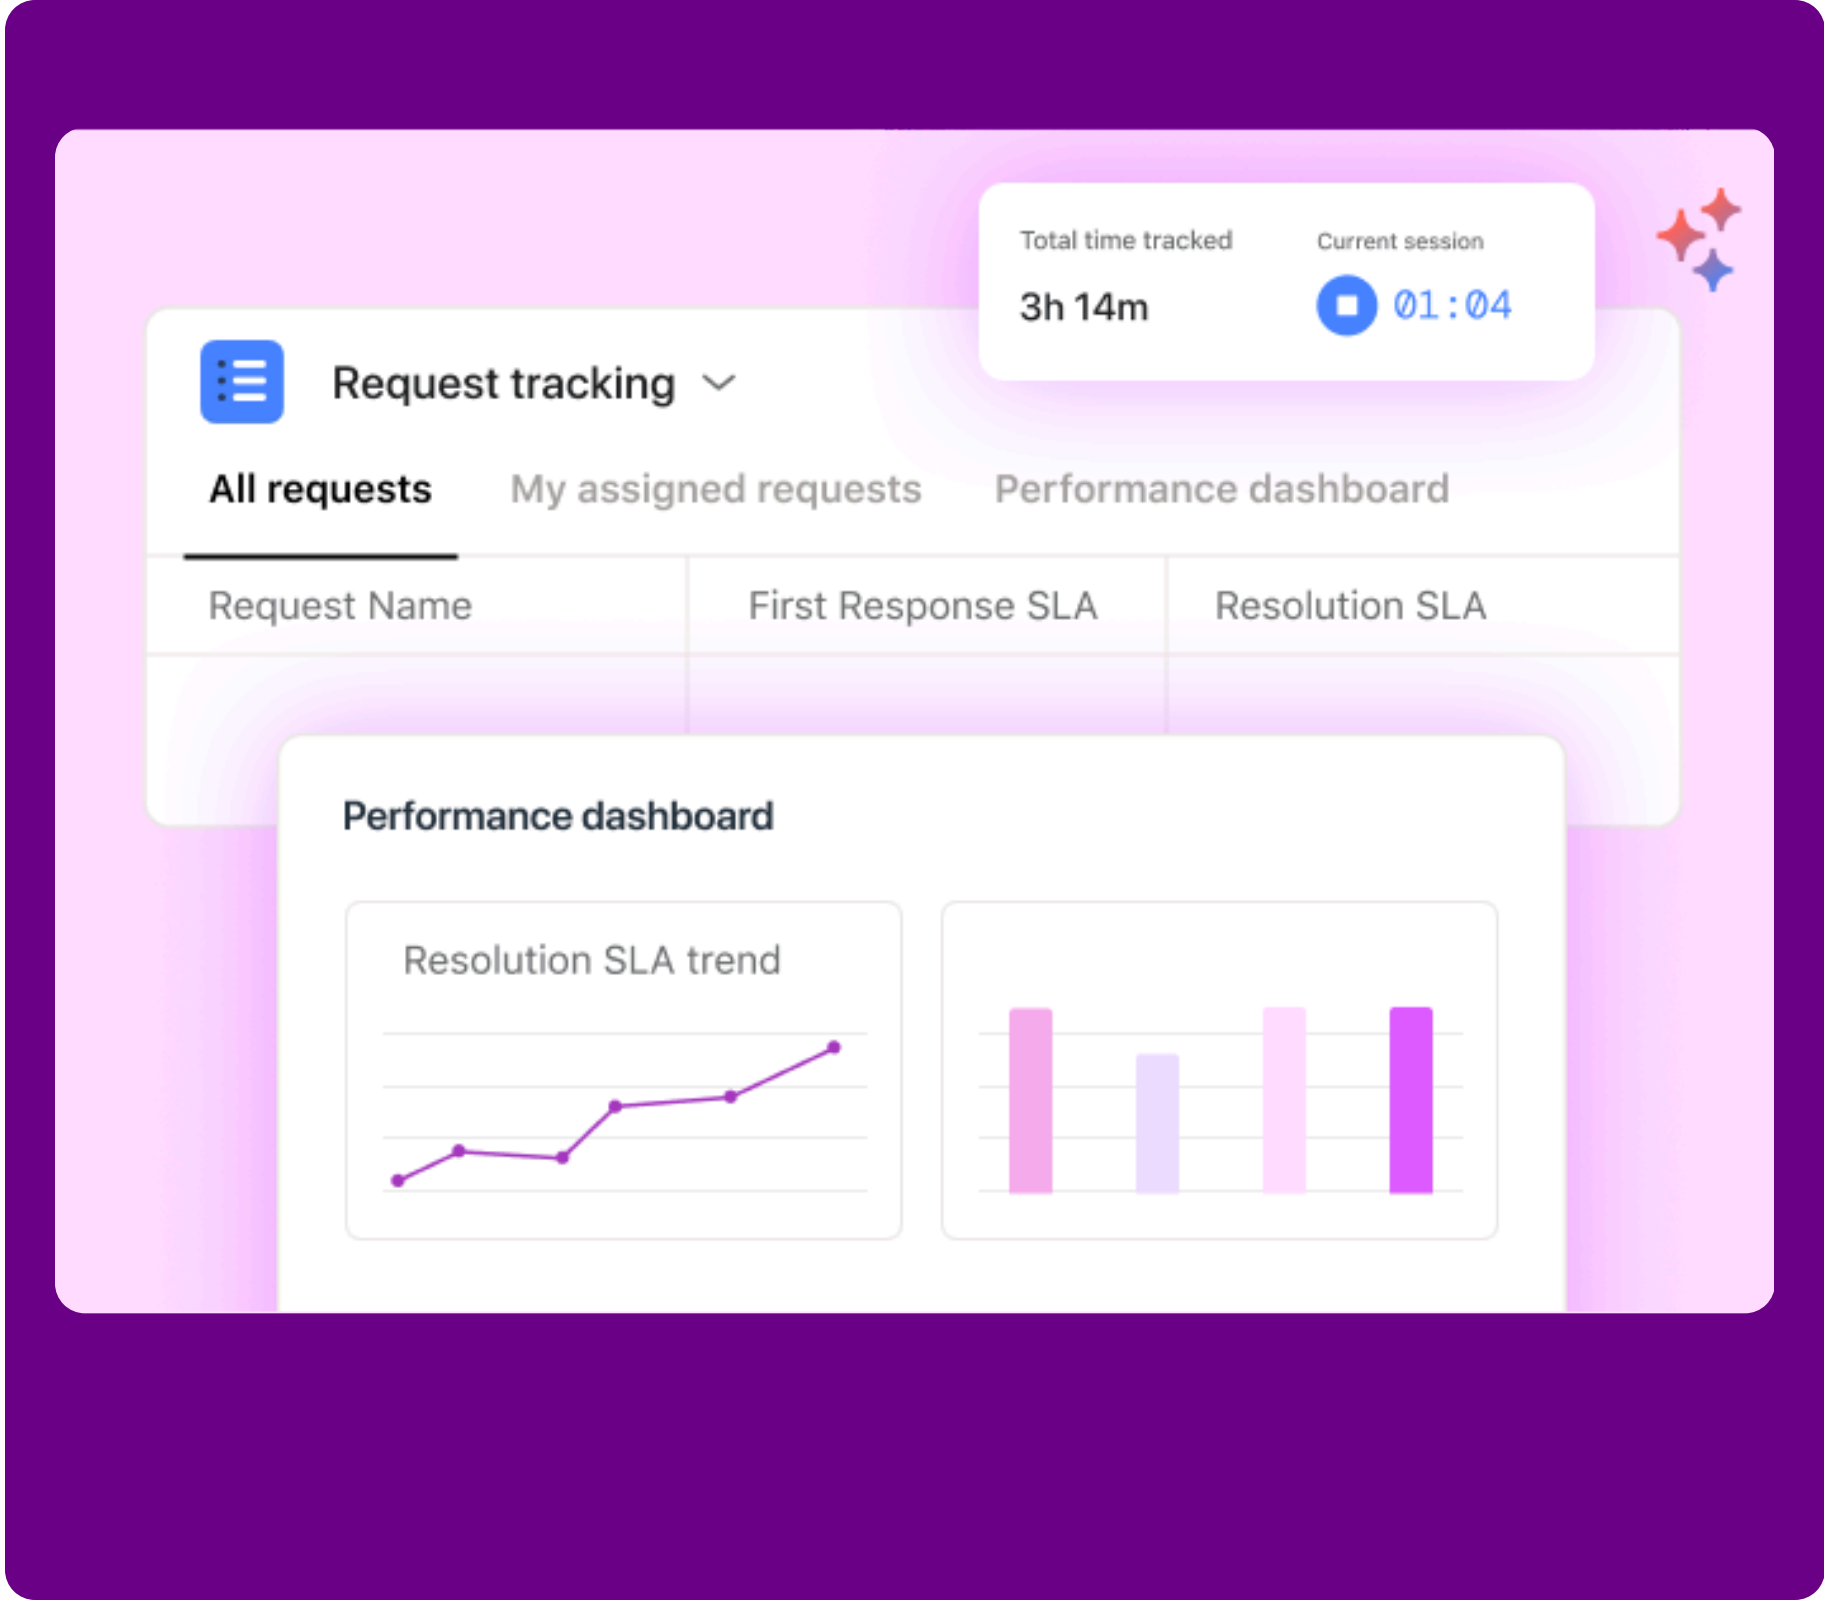 Total time tracked
Current session
3h 14m
01:04
Request tracking
All requests
My assigned requests
Performance dashboard
Request Name
First Response SLA
Resolution SLA
Performance dashboard
Resolution SLA trend